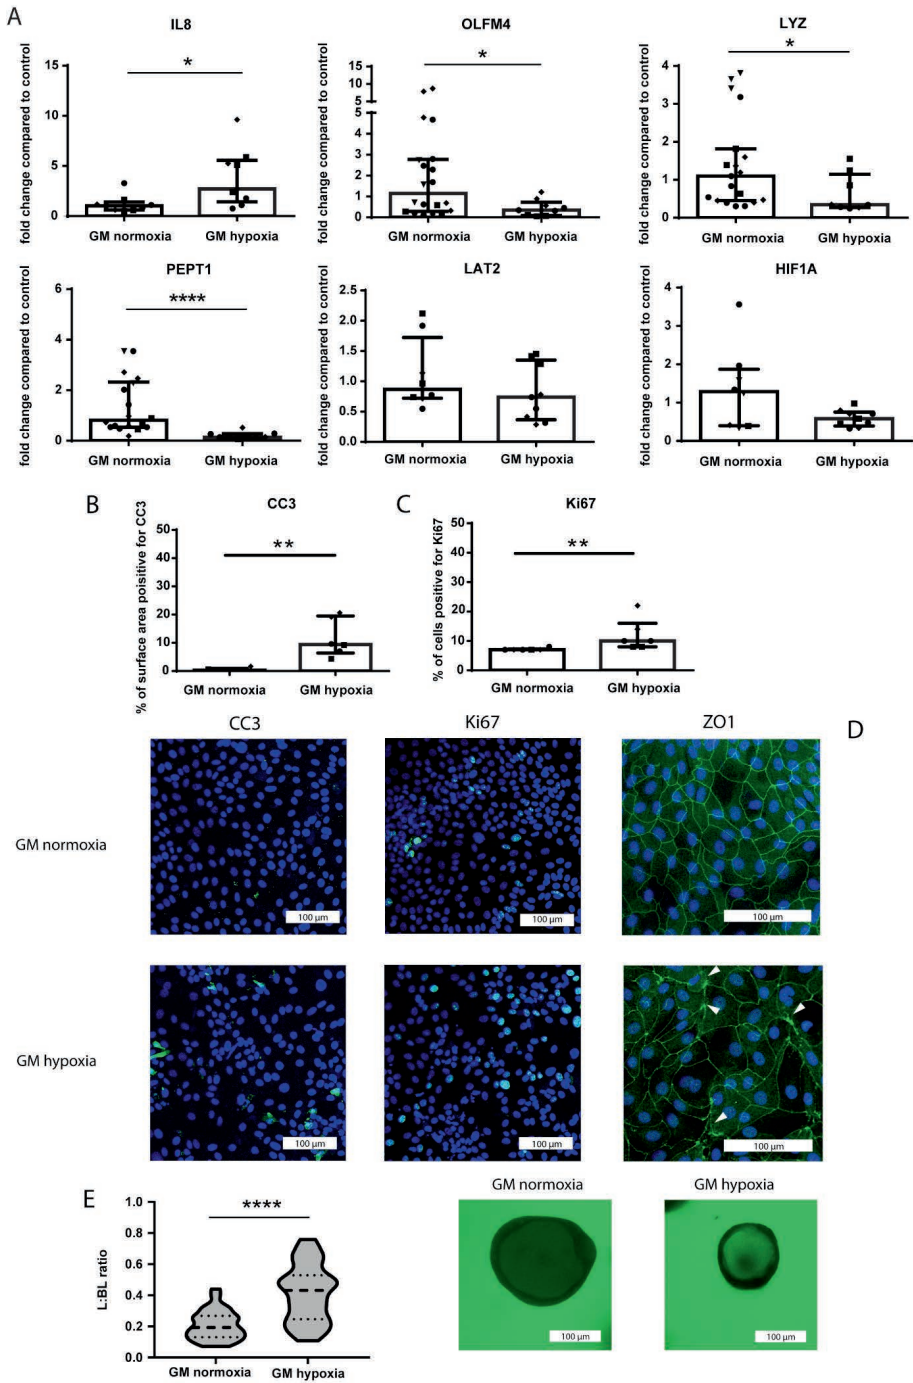 A
IL8
OLFM4
LYZ
fold change compared to control
15
10
5
0
*
GM normoxia
GM hypoxia
fold change compared to control
15
10
5
5
4
3
2
1
0
*
GM normoxia
GM hypoxia
fold change compared to control
4
3
2
1
0
*
GM normoxia
GM hypoxia
PEPT1
LAT2
HIF1A
fold change compared to control
6
4
2
0
****
GM normoxia
GM hypoxia
fold change compared to control
2.5
2.0
1.5
1.0
0.5
0.0
GM normoxia
GM hypoxia
fold change compared to control
4
3
2
1
0
GM normoxia
GM hypoxia
B
CC3
% of surface area poisitive for CC3
50
40
30
20
10
0
**
GM normoxia
GM hypoxia
C
Ki67
% of cells positive for Ki67
50
40
30
20
10
0
**
GM normoxia
GM hypoxia
CC3
Ki67
ZO1
D
GM normoxia
100 µm
100 µm
100 µm
GM hypoxia
100 µm
100 µm
100 µm
E
L:BL ratio
1.0
0.8
0.6
0.4
0.2
0.0
****
GM normoxia
GM hypoxia
GM normoxia
GM hypoxia
100 µm
100 µm